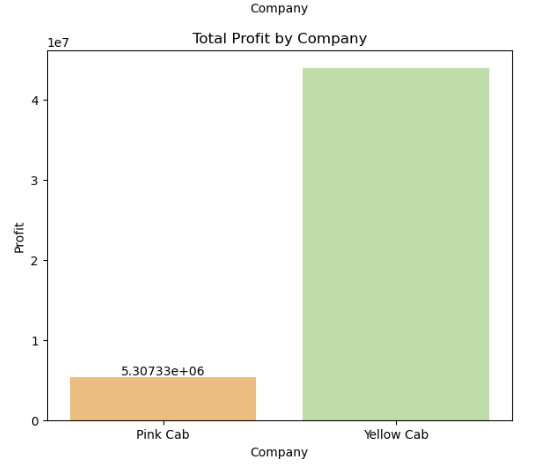 Company
Total Profit by Company
1e7
4
3
2
1
0
Profit
5.30733e+06
Pink Cab
Yellow Cab
Company